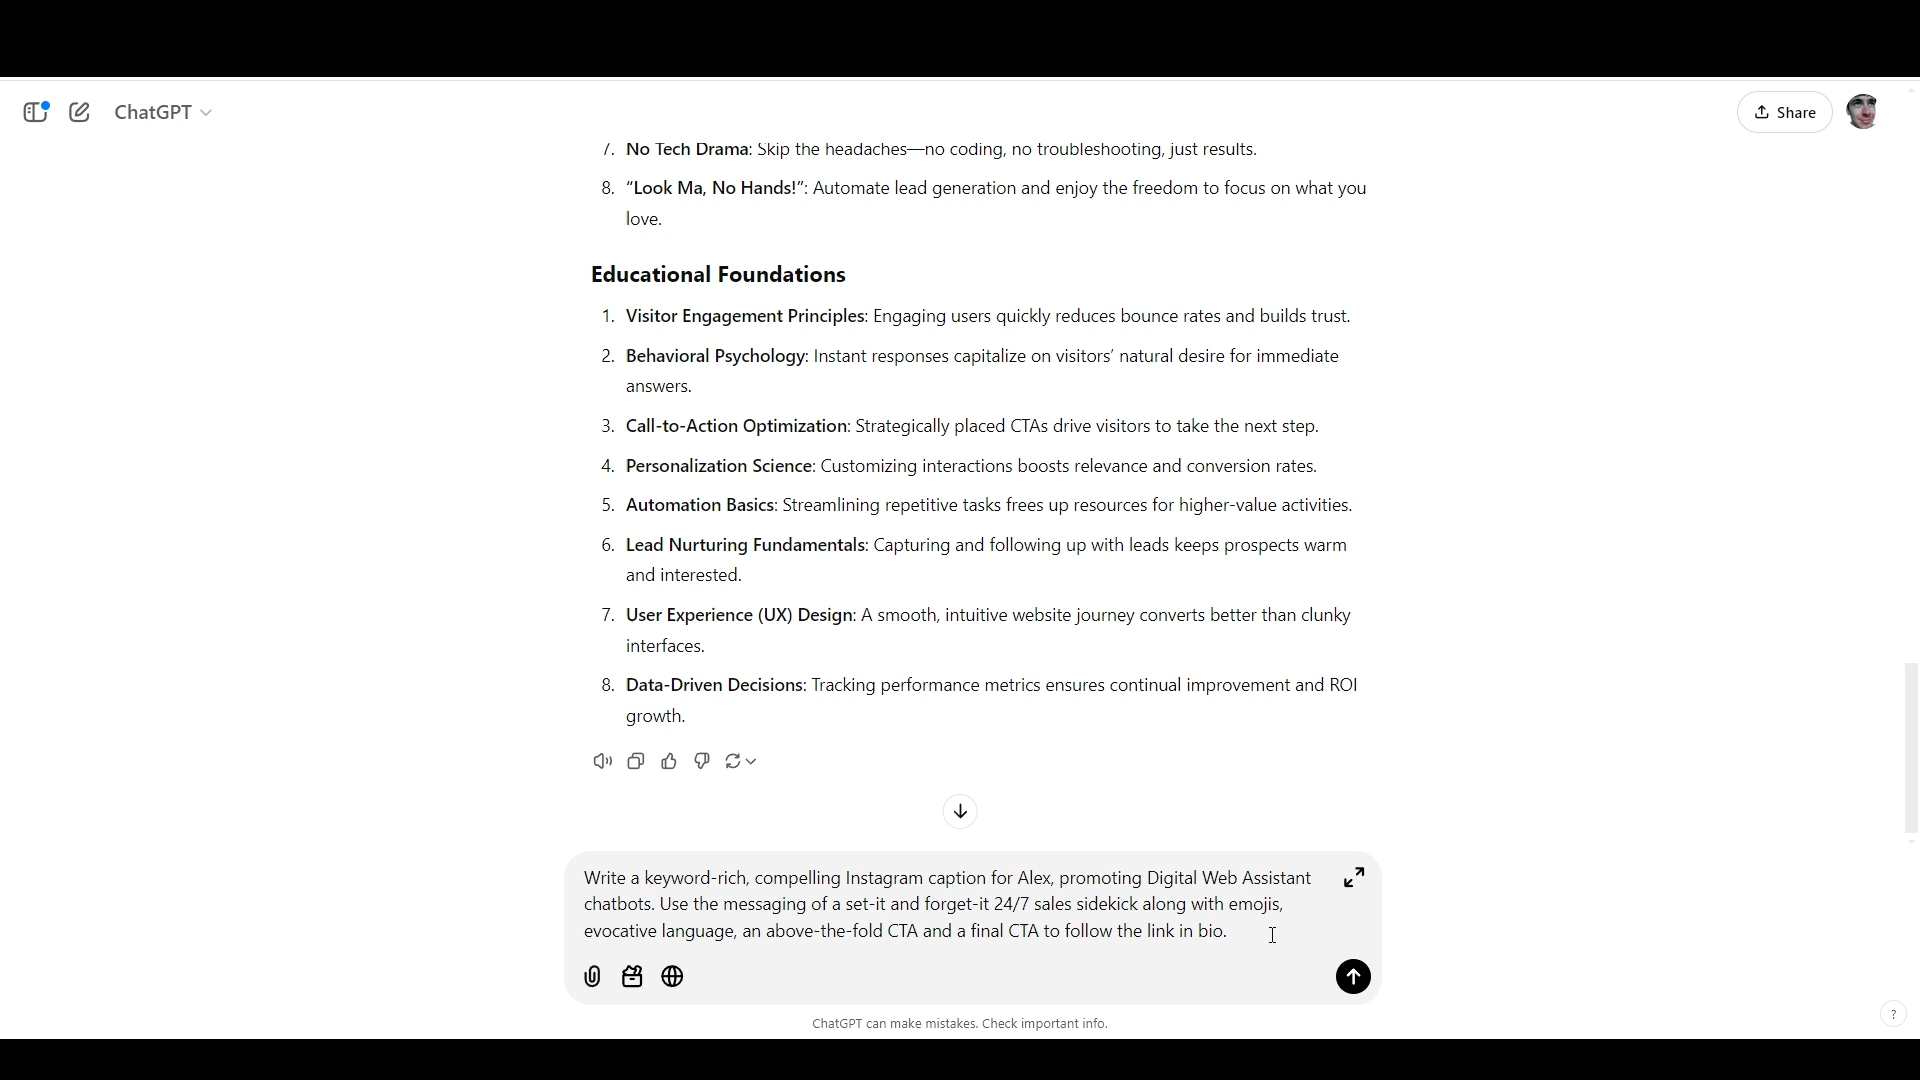 ChatGPT
Share
7. No Tech Drama: Skip the headaches—no coding, no troubleshooting, just results.
8. “Look Ma, No Hands!”: Automate lead generation and enjoy the freedom to focus on what you
love.
Educational Foundations
1. Visitor Engagement Principles: Engaging users quickly reduces bounce rates and builds trust.
2. Behavioral Psychology: Instant responses capitalize on visitors’ natural desire for immediate
answers.
3. Call-to-Action Optimization: Strategically placed CTAs drive visitors to take the next step.
4. Personalization Science: Customizing interactions boosts relevance and conversion rates.
5. Automation Basics: Streamlining repetitive tasks frees up resources for higher-value activities.
6. Lead Nurturing Fundamentals: Capturing and following up with leads keeps prospects warm
and interested.
7. User Experience (UX) Design: A smooth, intuitive website journey converts better than clunky
interfaces.
8. Data-Driven Decisions: Tracking performance metrics ensures continual improvement and ROI
growth.
Write a keyword-rich, compelling Instagram caption for Alex, promoting Digital Web Assistant
chatbots. Use the messaging of a set-it and forget-it 24/7 sales sidekick along with emojis,
evocative language, an above-the-fold CTA and a final CTA to follow the link in bio.
ChatGPT can make mistakes. Check important info.
?